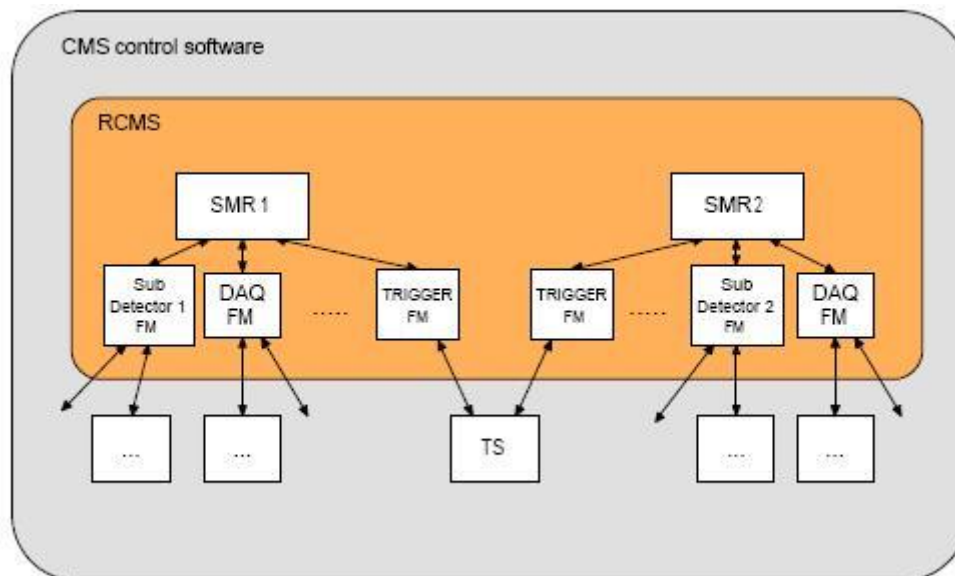 CMS control software
RCMS
SMR 1
SMR 2
Sub
Detector 1
FM
DAQ
FM
.....
TRIGGER
FM
TRIGGER
FM
.....
Sub
Detector 2
FM
DAQ
FM
...
...
TS
...
...